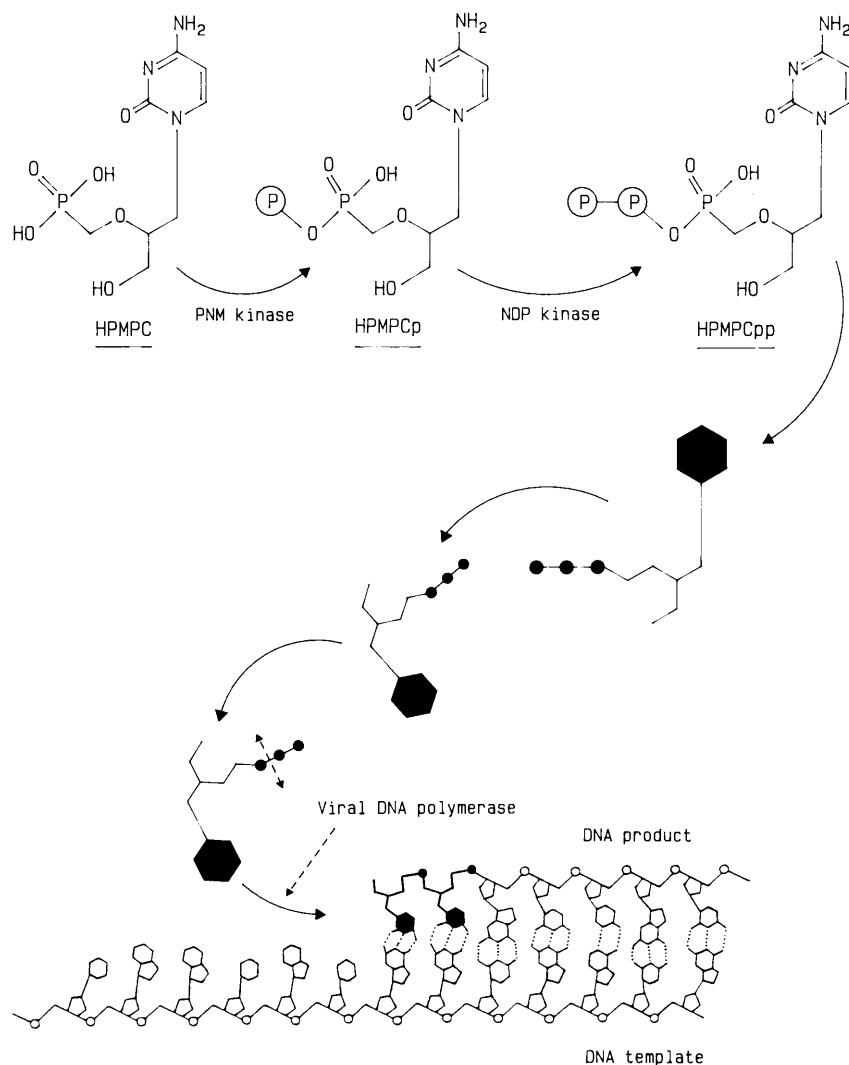 NH2
N
O
N
O
OH
P
HO
O
HO
HPMPC
PNM kinase
NH2
N
O
N
O
OH
P
P
O
O
HO
HPMPCp
NDP kinase
NH2
N
O
N
O
OH
P
P
P
O
O
HO
HPMPCpp
Viral DNA polymerase
DNA product
DNA template